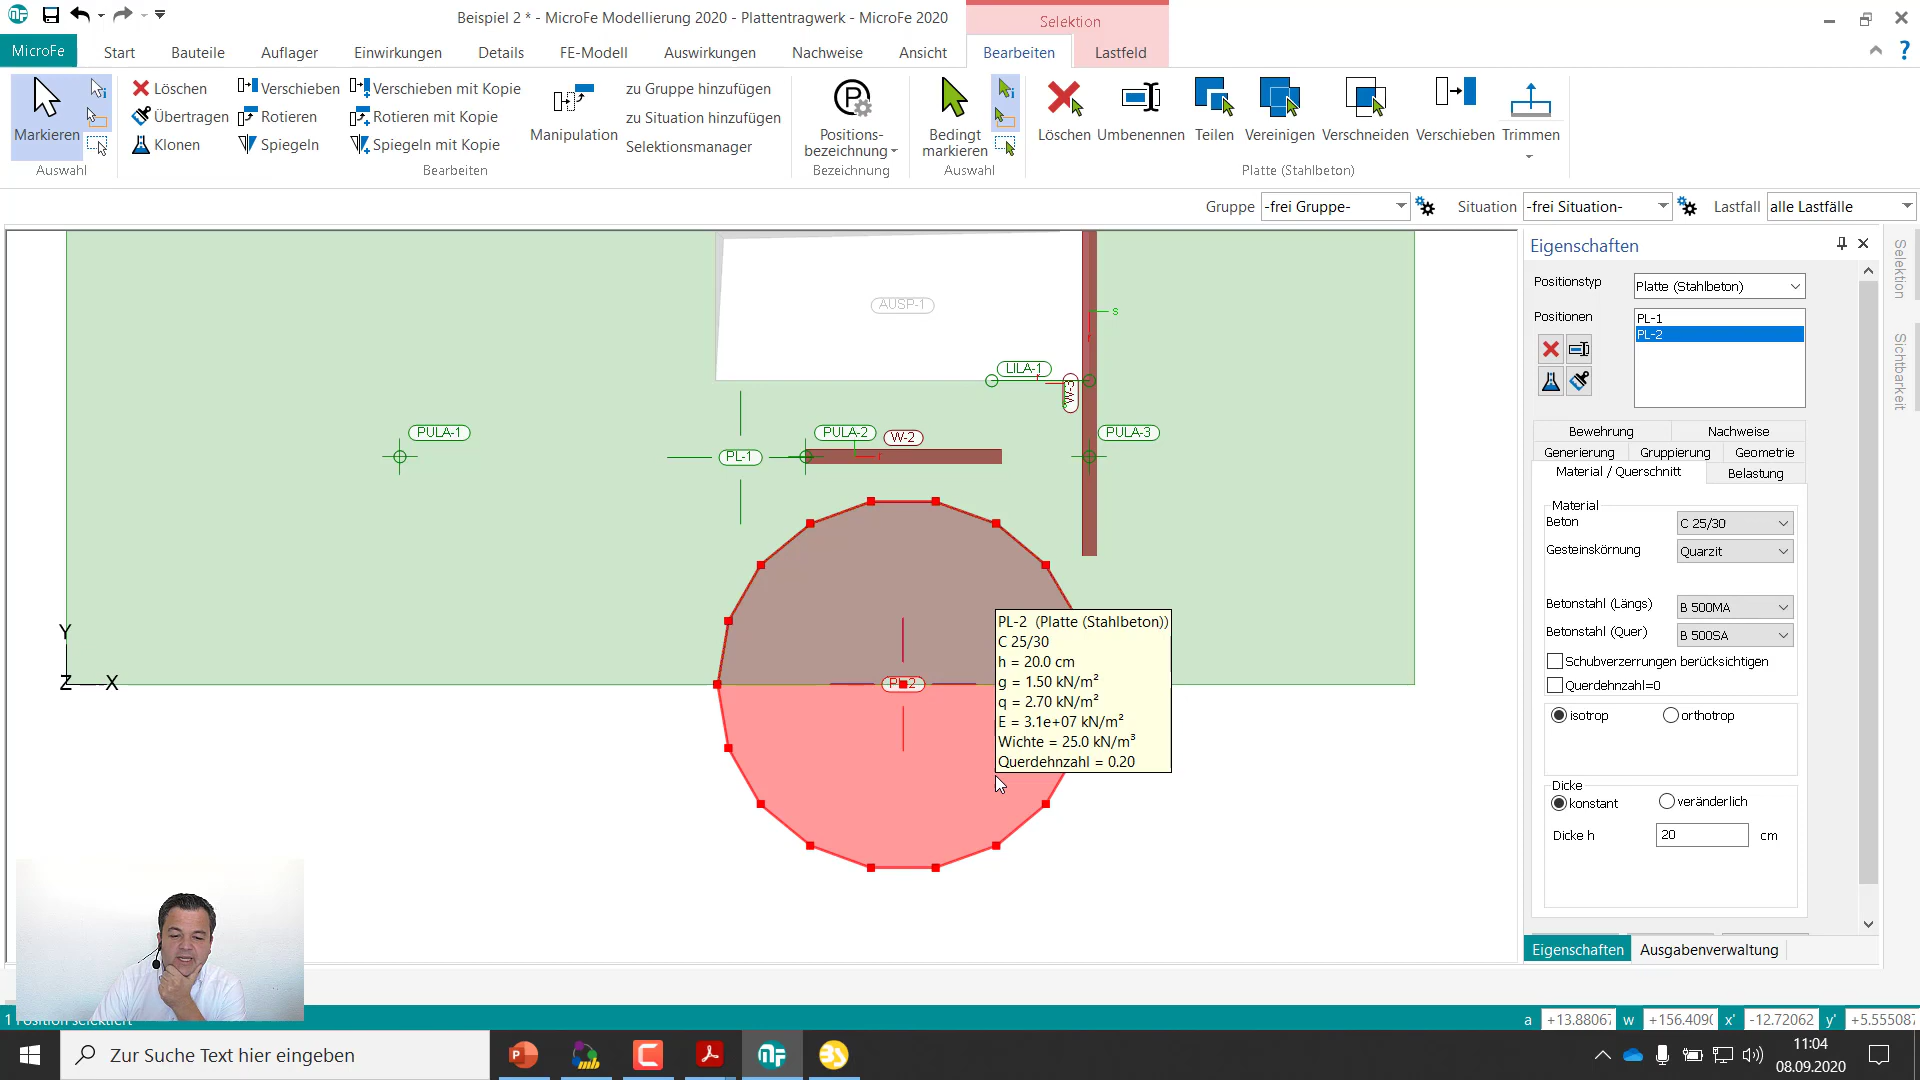 Beispiel 2 * - MicroFe Modellierung 2020 - Plattentragwerk - MicroFe 2020
Selektion
MicroFe
Start
Bauteile
Auflager
Einwirkungen
Details
FE-Modell
Auswirkungen
Nachweise
Ansicht
Bearbeiten
Lastfeld
Markieren
Auswahl
Löschen
Übertragen
Klonen
Verschieben
Rotieren
Spiegeln
Verschieben mit Kopie
Rotieren mit Kopie
Spiegeln mit Kopie
Manipulation
zu Gruppe hinzufügen
zu Situation hinzufügen
Selektionsmanager
Bearbeiten
Positions-
bezeichnung
Bezeichnung
Bedingt
markieren
Auswahl
Löschen
Umbenennen
Teilen
Vereinigen
Verschneiden
Verschieben
Trimmen
Platte (Stahlbeton)
Gruppe
-frei Gruppe-
Situation
-frei Situation-
Lastfall
alle Lastfälle
AUSP-1
s
r
LILA-1
r
W-3
PULA-1
PULA-2
W-2
PULA-3
PL-1
r
Y
Z
X
PL-2 (Platte (Stahlbeton))
C 25/30
h = 20.0 cm
g = 1.50 kN/m²
q = 2.70 kN/m²
E = 3.1e+07 kN/m²
Wichte = 25.0 kN/m³
Querdehnzahl = 0.20
Eigenschaften
Positionstyp
Platte (Stahlbeton)
Positionen
PL-1
PL-2
Bewehrung
Nachweise
Generierung
Gruppierung
Geometrie
Material / Querschnitt
Belastung
Material
Beton
C 25/30
Gesteinskörnung
Quarzit
Betonstahl (Längs)
B 500MA
Betonstahl (Quer)
B 500SA
Schubverzerrungen berücksichtigen
Querdehnzahl=0
isotrop
orthotrop
Dicke
konstant
veränderlich
Dicke h
20
cm
Eigenschaften
Ausgabenverwaltung
Selektion
Sichtbarkeit
1 Position selektiert
a
+13.8806
w
+156.409
x'
-12.72062
y'
+5.555087
Zur Suche Text hier eingeben
11:04
08.09.2020